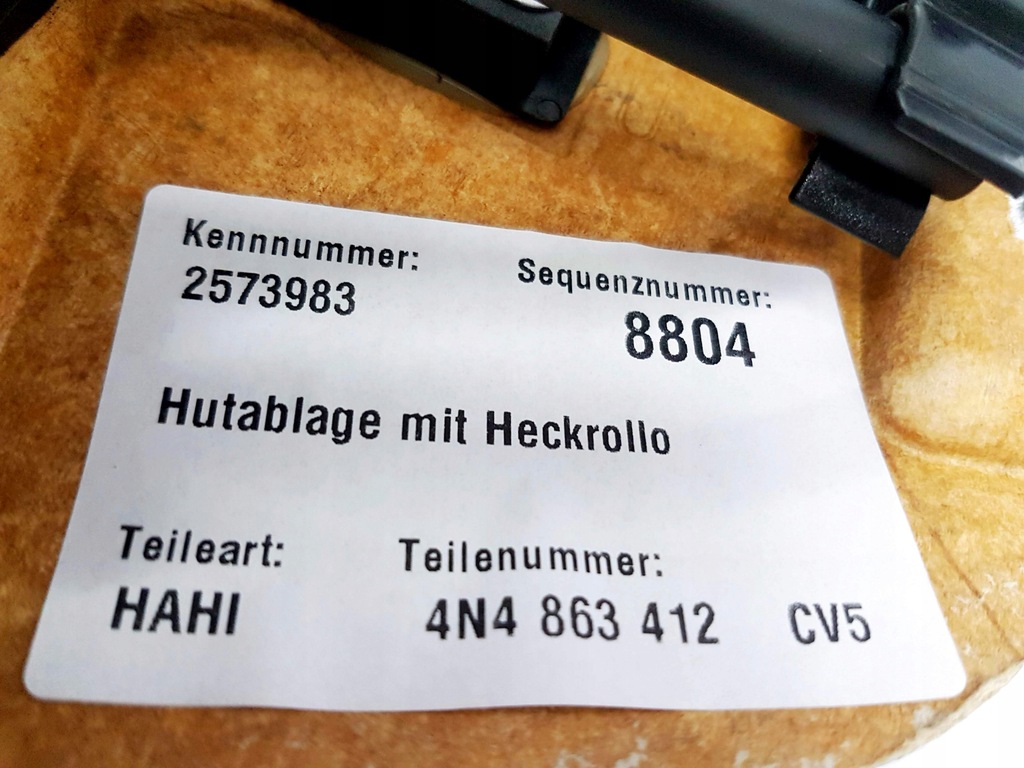 Kennnummer: Sequenznummer:
2573983 8804
Hutablage mit Heckrollo
Teileart: Teilenummer:
HAHI 4N4 863 412 CV5